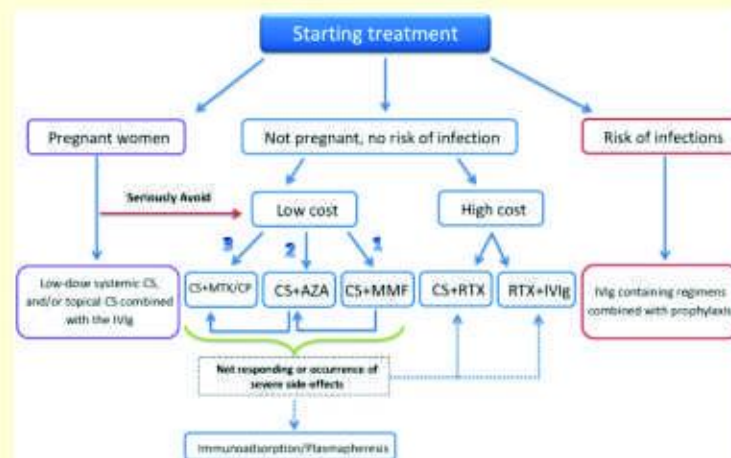 Starting treatment
Pregnant women
Not pregnant, no risk of infection
Risk of infections
Seriously Avoid
Low cost
High cost
3
2
1
Low-dose systemic CS,
and/or topical CS combined
with the IVIg
CS+MTX/CP
CS+AZA
CS+MMF
CS+RTX
RTX+IVIg
IVIg containing regimens
combined with prophylaxis
Not responding or occurrence of
severe side-effects
Immunoadsorption/Plasmapheresis